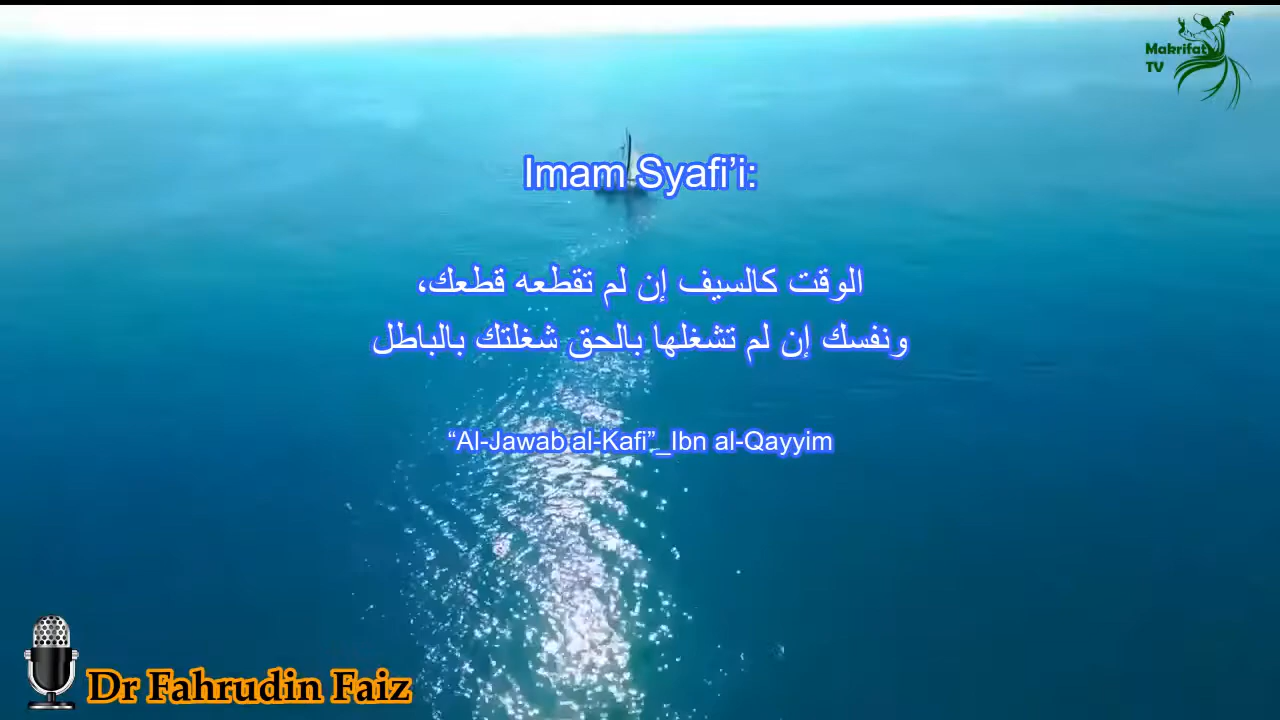 Makrifat
TV
Imam Syafi’i:
الوقت كالسيف إن لم تقطعه قطعك،
ونفسك إن لم تشغلها بالحق شغلتك بالباطل
“Al-Jawab al-Kafi”_Ibn al-Qayyim
Dr Fahrudin Faiz